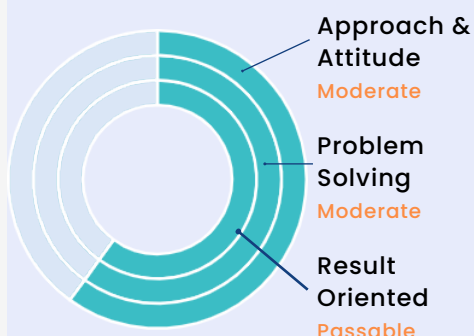 Approach &
Attitude
Moderate
Problem
Solving
Moderate
Result
Oriented
Passable